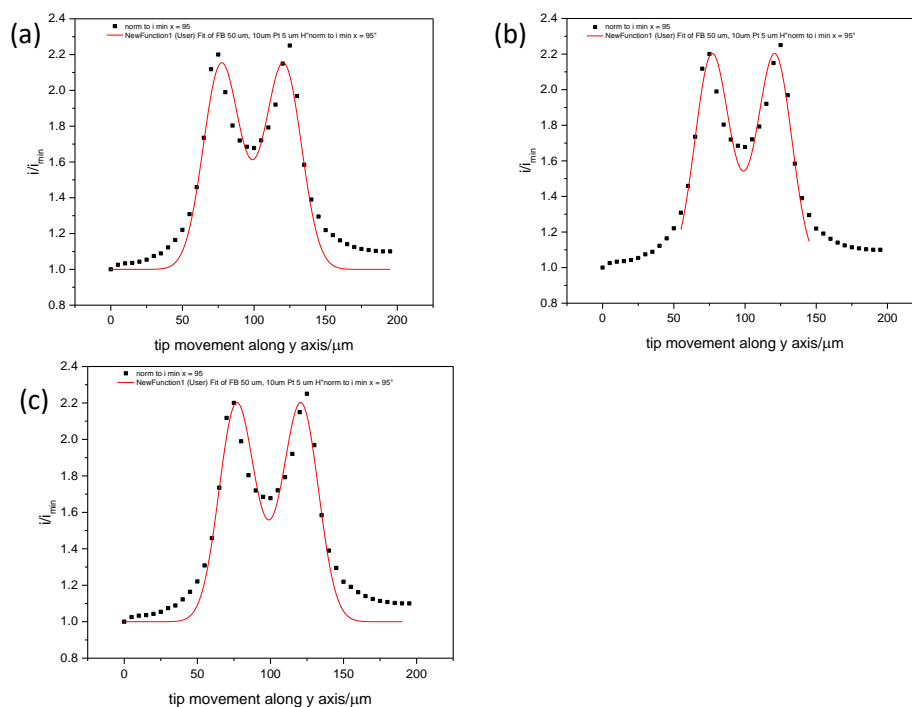 (a)
norm to i min x = 95
NewFunction1 (User) Fit of FB 50 um, 10um Pt 5 um H"norm to i min x = 95"
2.4
2.2
2.0
1.8
1.6
1.4
1.2
1.0
0.8
i/i_min
0 50 100 150 200
tip movement along y axis/μm
(b)
norm to i min x = 95
NewFunction1 (User) Fit of FB 50 um, 10um Pt 5 um H"norm to i min x = 95"
2.4
2.2
2.0
1.8
1.6
1.4
1.2
1.0
0.8
i/i_min
0 50 100 150 200
tip movement along y axis/μm
(c)
norm to i min x = 95
NewFunction1 (User) Fit of FB 50 um, 10um Pt 5 um H"norm to i min x = 95"
2.4
2.2
2.0
1.8
1.6
1.4
1.2
1.0
0.8
i/i_min
0 50 100 150 200
tip movement along y axis/μm